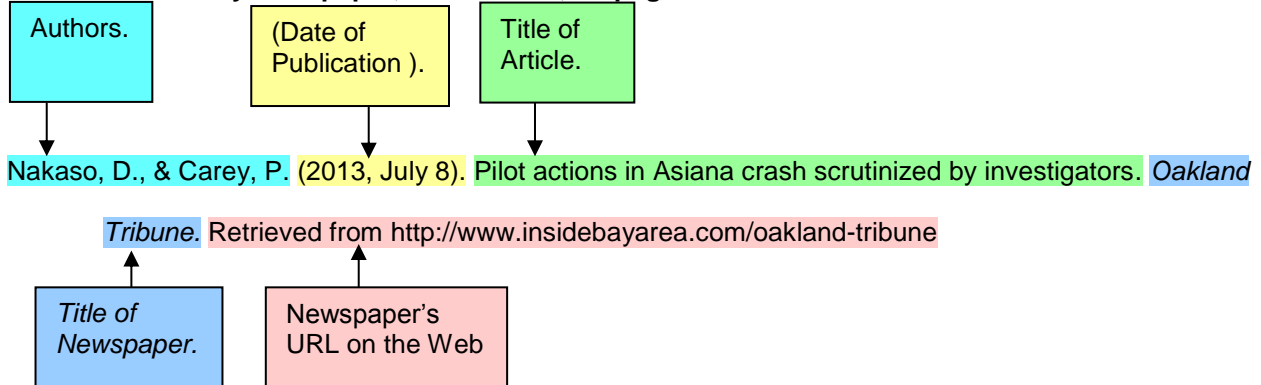 Authors.
(Date of
Publication ).
Title of
Article.
Nakaso, D., & Carey, P. (2013, July 8). Pilot actions in Asiana crash scrutinized by investigators. Oakland
Tribune. Retrieved from http://www.insidebayarea.com/oakland-tribune
Title of
Newspaper.
Newspaper’s
URL on the Web